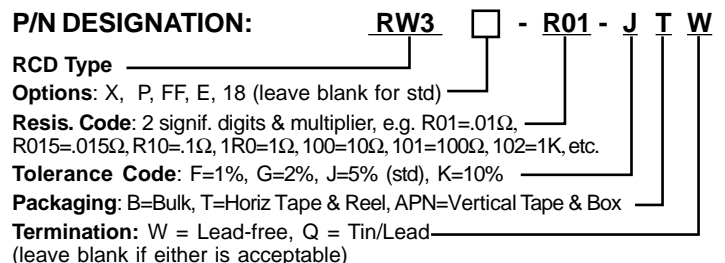 P/N DESIGNATION: RW3 □ - R01 - J T W
RCD Type
Options: X, P, FF, E, 18 (leave blank for std)
Resis. Code: 2 signif. digits & multiplier, e.g. R01=.01Ω,
R015=.015Ω, R10=.1Ω, 1R0=1Ω, 100=10Ω, 101=100Ω, 102=1K, etc.
Tolerance Code: F=1%, G=2%, J=5% (std), K=10%
Packaging: B=Bulk, T=Horiz Tape & Reel, APN=Vertical Tape & Box
Termination: W = Lead-free, Q = Tin/Lead
(leave blank if either is acceptable)